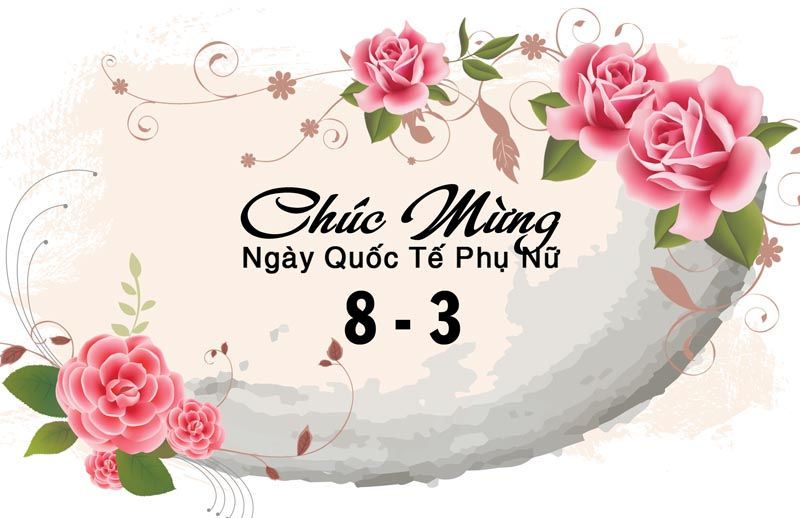 Chúc Mừng
Ngày Quốc Tế Phụ Nữ
8 - 3